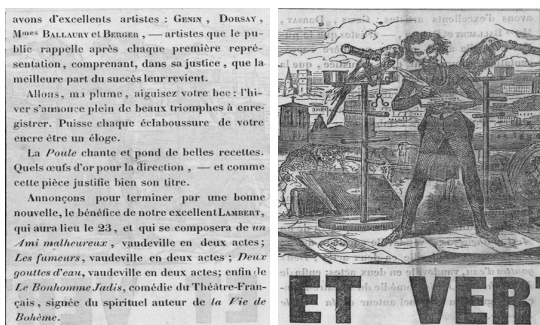 avons d'excellents artistes : GENIN, DORSAY,
Mmes BALLAURY et BERGER, — artistes que le pu-
blic rappelle après chaque première repré-
sentation, comprenant, dans sa justice, que la
meilleure part du succès leur revient.
Allons, ma plume, aiguisez votre bec : l'hi-
ver s'annonce plein de beaux triomphes à enre-
gistrer. Puisse chaque éclaboussure de votre
encre être un éloge.
La Poule chante et pond de belles recettes.
Quels œufs d'or pour la direction, — et comme
cette pièce justifie bien son titre.
Annonçons pour terminer par une bonne
nouvelle, le bénéfice de notre excellent LAMBERT,
qui aura lieu le 23, et qui se composera de un
Ami malheureux, vaudeville en deux actes;
Les fumeurs, vaudeville en deux actes; Deux
gouttes d'eau, vaudeville en deux actes; enfin de
Le Bonhomme Jadis, comédie du Théâtre-Fran-
çais, signée du spirituel auteur de la Vie de
Bohème.
ET VERT